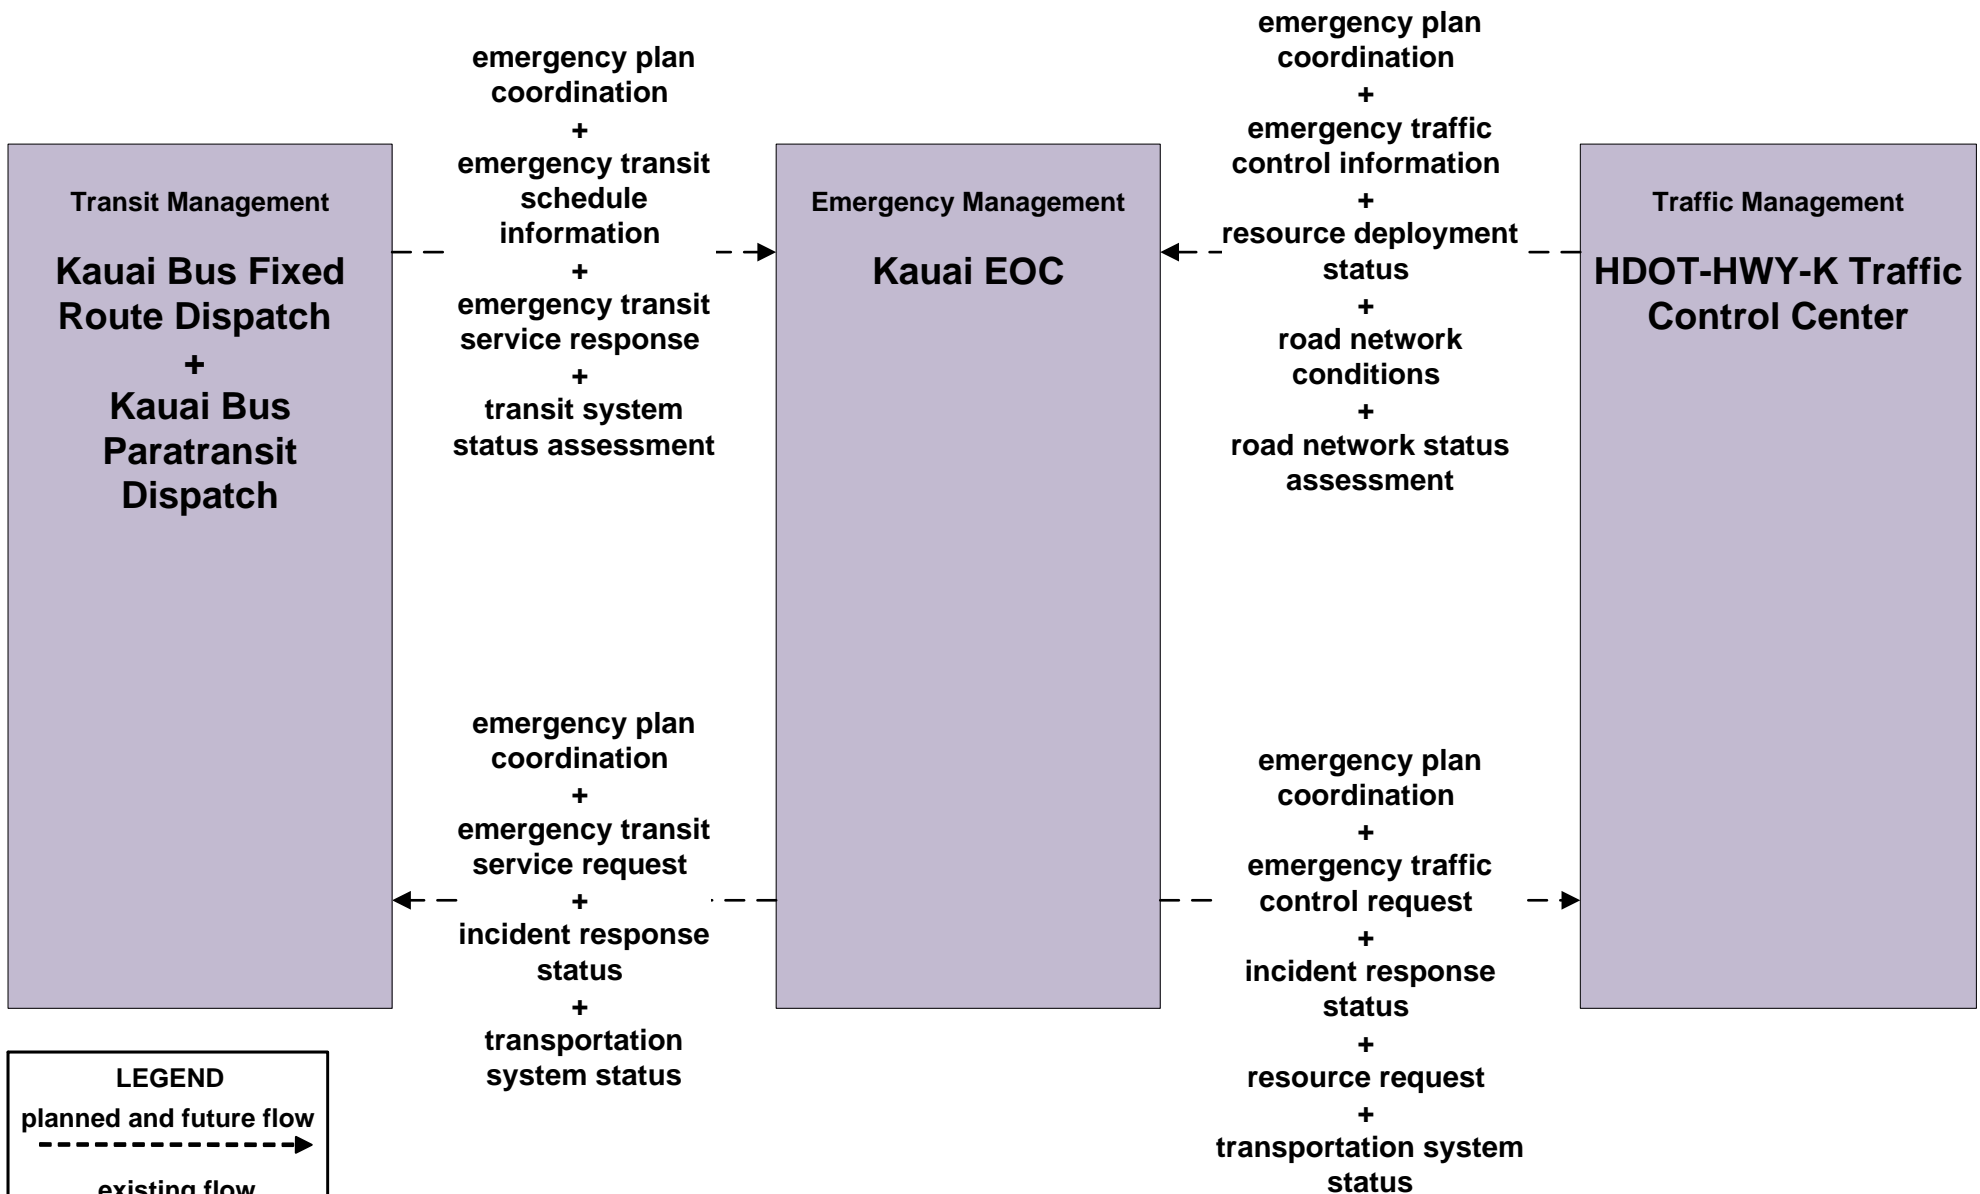 Transit Management
Kauai Bus Fixed
Route Dispatch
+
Kauai Bus
Paratransit
Dispatch
emergency plan
coordination
+
emergency transit
schedule
information
+
emergency transit
service response
+
transit system
status assessment
emergency plan
coordination
+
emergency transit
service request
+
incident response
status
+
transportation
system status
Emergency Management
Kauai EOC
emergency plan
coordination
+
emergency traffic
control information
+
resource deployment
status
+
road network
conditions
+
road network status
assessment
emergency plan
coordination
+
emergency traffic
control request
+
incident response
status
+
resource request
+
transportation system
status
Traffic Management
HDOT-HWY-K Traffic
Control Center
LEGEND
planned and future flow
existing flow